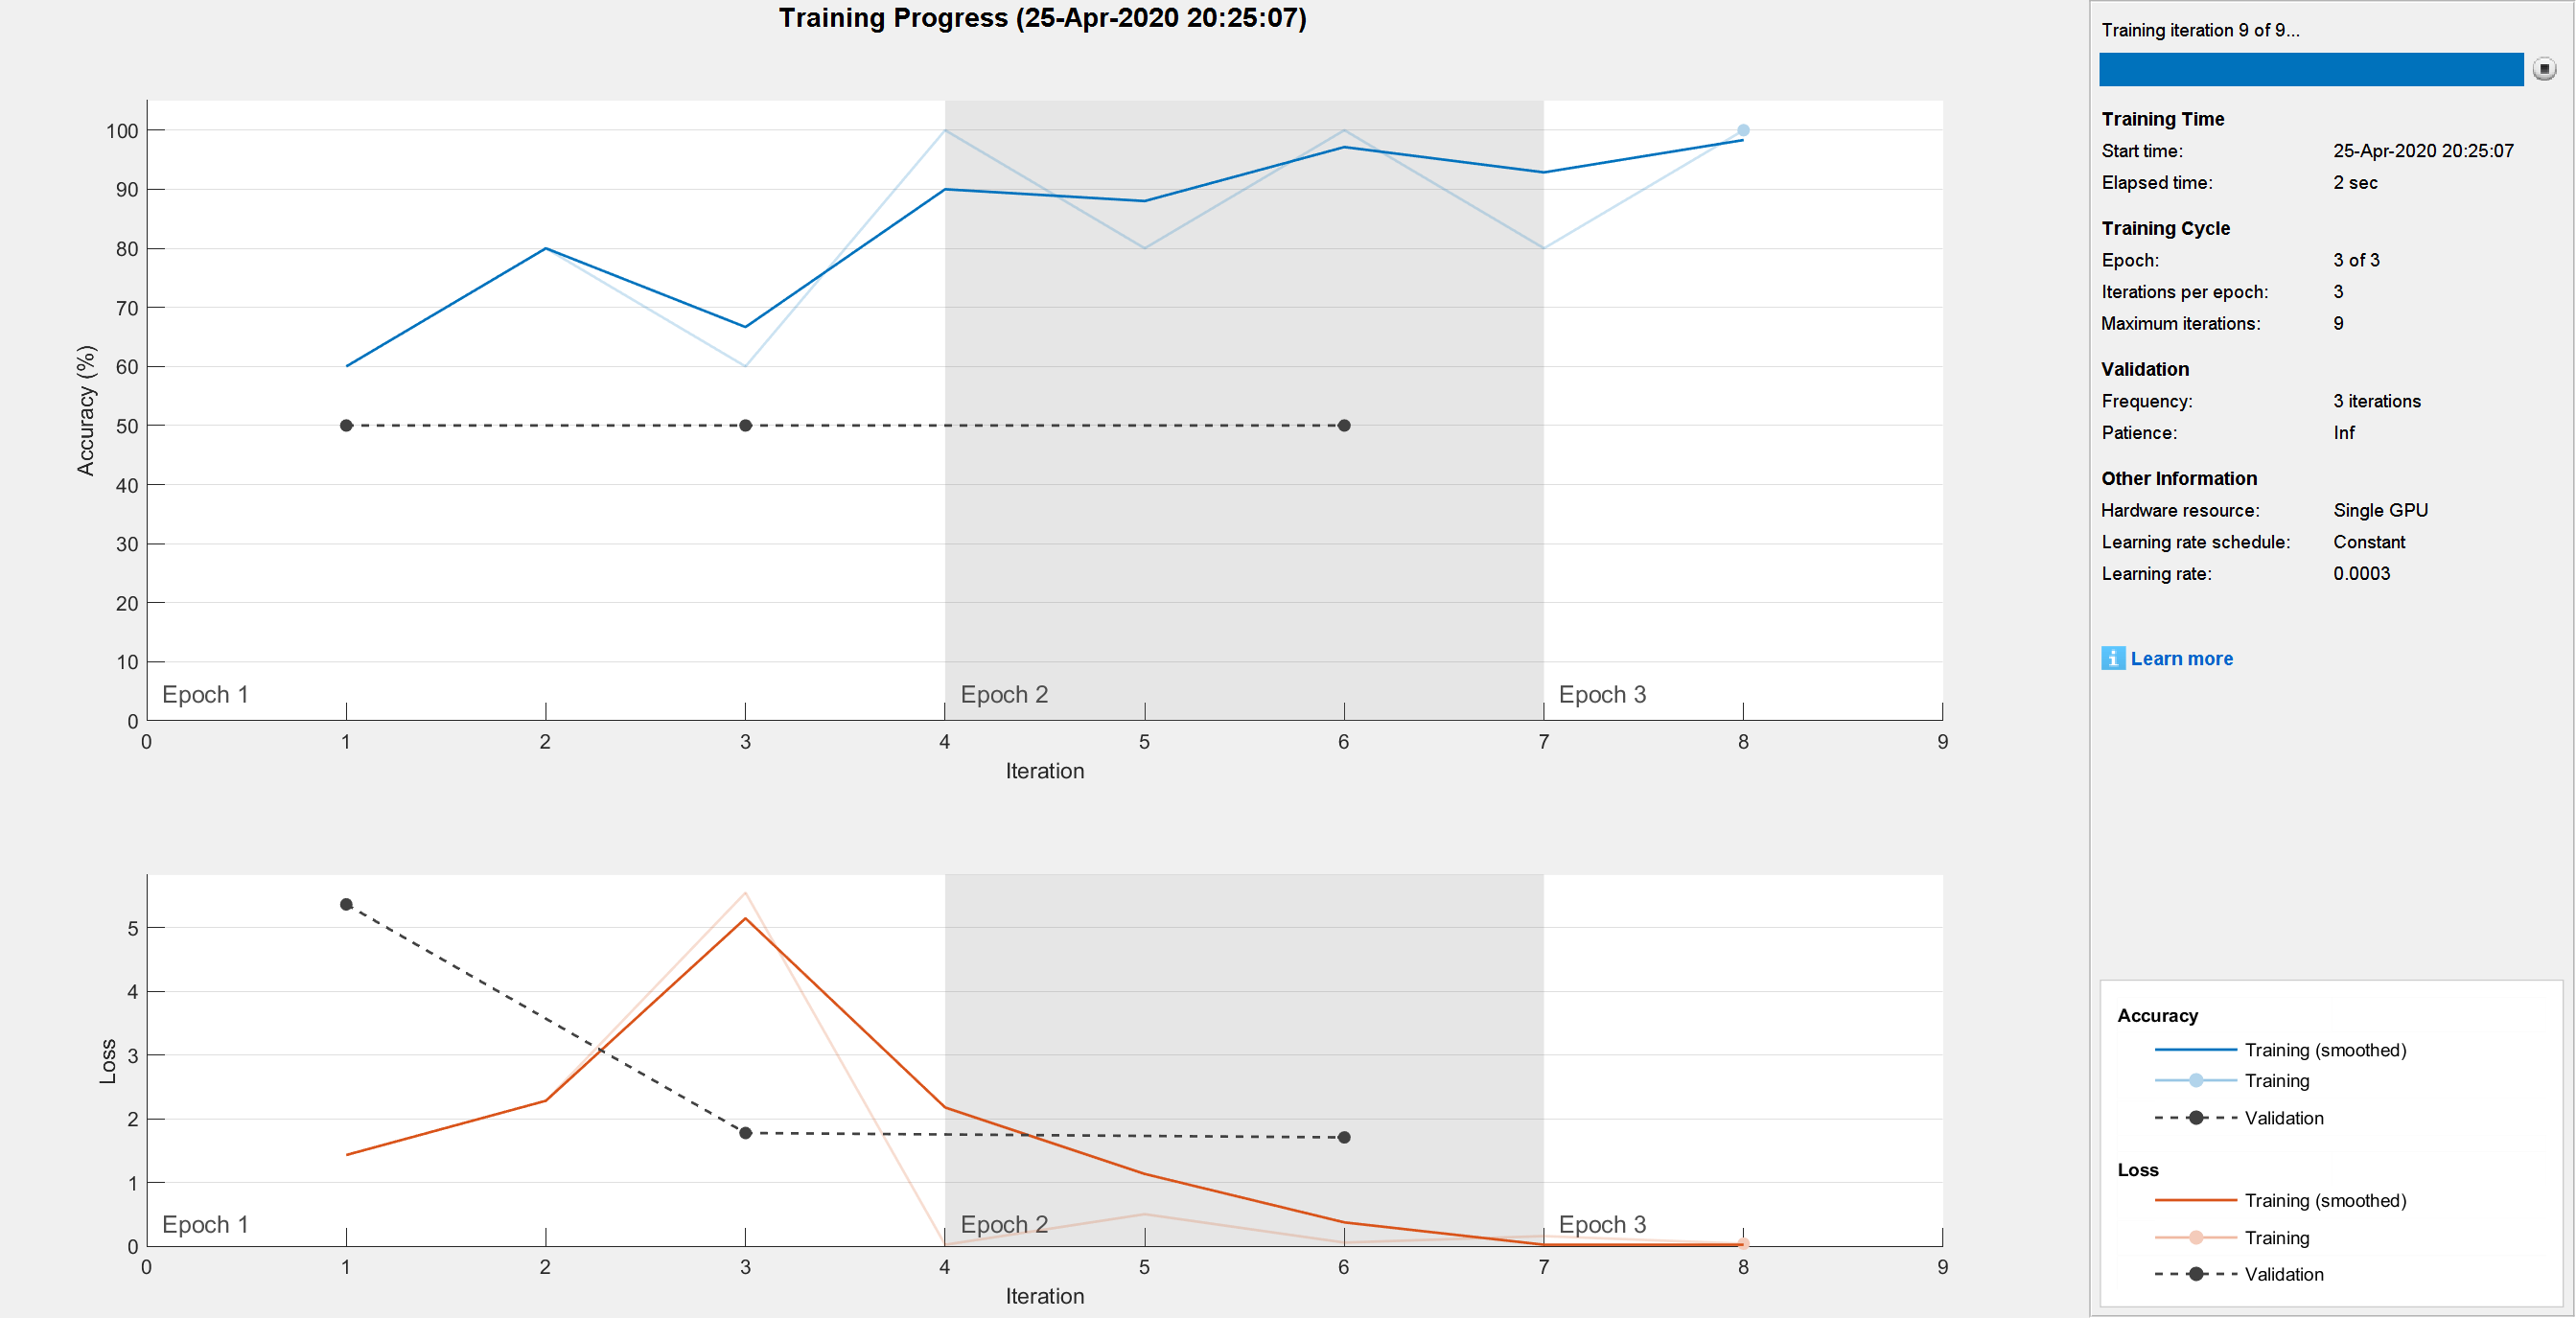 Training Progress (25-Apr-2020 20:25:07)
Accuracy (%)
100
90
80
70
60
50
40
30
20
10
0
Epoch 1 Epoch 2 Epoch 3
0 1 2 3 4 5 6 7 8 9
Iteration
Loss
5
4
3
2
1
0
Epoch 1 Epoch 2 Epoch 3
0 1 2 3 4 5 6 7 8 9
Iteration
Training iteration 9 of 9...
Training Time
Start time: 25-Apr-2020 20:25:07
Elapsed time: 2 sec
Training Cycle
Epoch: 3 of 3
Iterations per epoch: 3
Maximum iterations: 9
Validation
Frequency: 3 iterations
Patience: Inf
Other Information
Hardware resource: Single GPU
Learning rate schedule: Constant
Learning rate: 0.0003
i Learn more
Accuracy
Training (smoothed)
Training
Validation
Loss
Training (smoothed)
Training
Validation